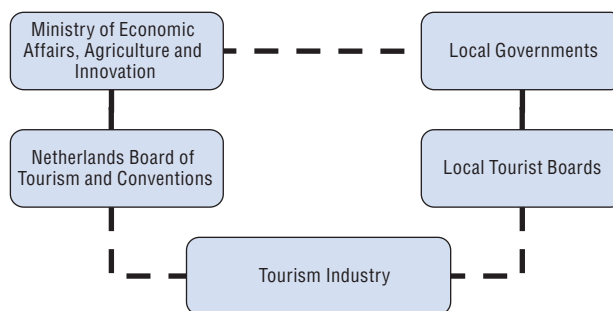 Ministry of Economic
Affairs, Agriculture and
Innovation
Local Governments
Netherlands Board of
Tourism and Conventions
Local Tourist Boards
Tourism Industry